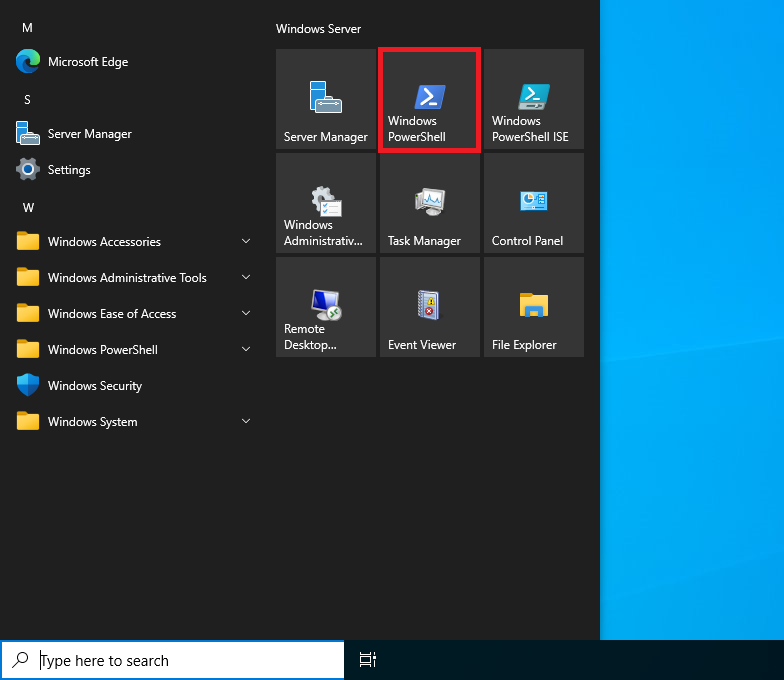 M
Microsoft Edge
S
Server Manager
Settings
W
Windows Accessories
Windows Administrative Tools
Windows Ease of Access
Windows PowerShell
Windows Security
Windows System
Windows Server
Server Manager
Windows
PowerShell
Windows
PowerShell ISE
Windows
Administrativ...
Task Manager
Control Panel
Remote
Desktop...
Event Viewer
File Explorer
Type here to search